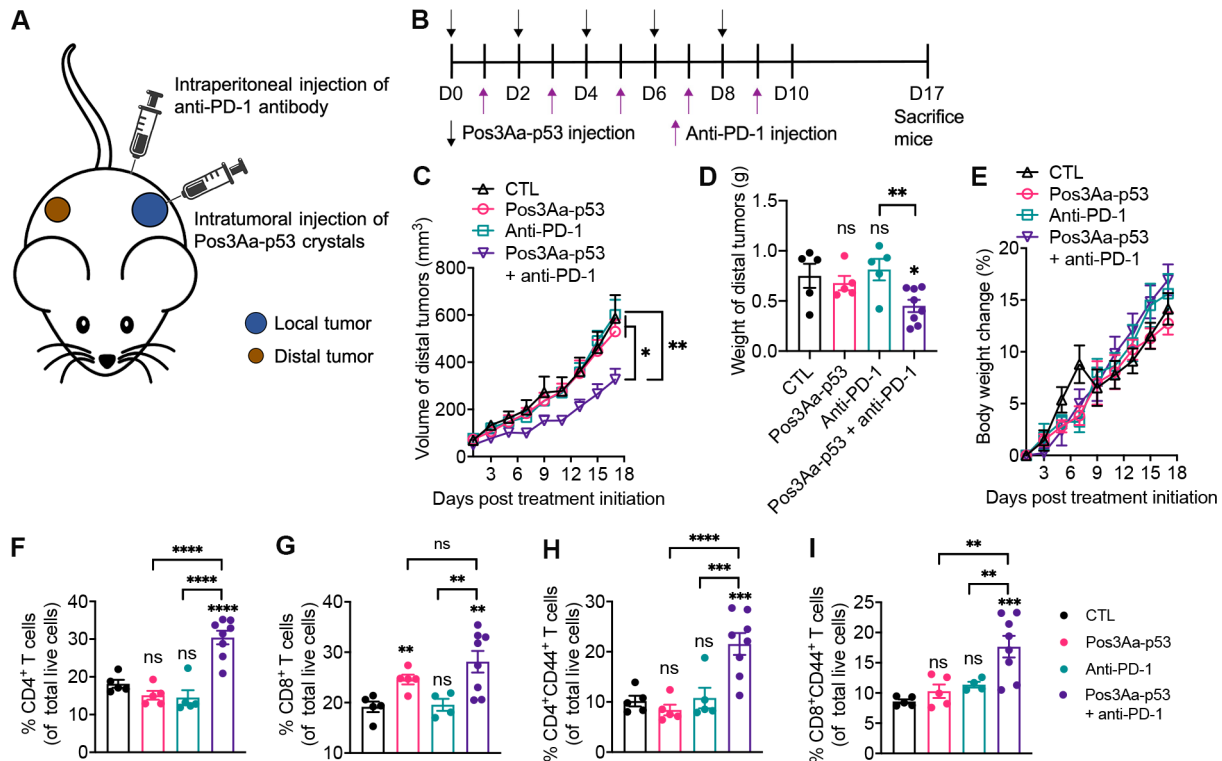 A
Intraperitoneal injection of
anti-PD-1 antibody
Intratumoral injection of
Pos3Aa-p53 crystals
Local tumor
Distal tumor
B
D0 D2 D4 D6 D8 D10 D17
Pos3Aa-p53 injection
Anti-PD-1 injection
Sacrifice
mice
C
CTL
Pos3Aa-p53
Anti-PD-1
Pos3Aa-p53
+ anti-PD-1
Volume of distal tumors (mm³)
800
600
400
200
0
3 6 9 12 15 18
Days post treatment initiation
*
**
D
Weight of distal tumors (g)
1.5
1.0
0.5
0.0
ns
ns
**
*
CTL
Pos3Aa-p53
Anti-PD-1
Pos3Aa-p53 + anti-PD-1
E
CTL
Pos3Aa-p53
Anti-PD-1
Pos3Aa-p53
+ anti-PD-1
Body weight change (%)
20
15
10
5
0
3 6 9 12 15 18
Days post treatment initiation
F
% CD4⁺ T cells
(of total live cells)
40
30
20
10
0
ns
ns
****
****
****
G
% CD8⁺ T cells
(of total live cells)
40
30
20
10
**
ns
**
**
ns
H
% CD4⁺CD44⁺ T cells
(of total live cells)
30
20
10
0
ns
ns
***
***
****
I
% CD8⁺CD44⁺ T cells
(of total live cells)
25
20
15
10
5
0
ns
ns
***
**
**
CTL
Pos3Aa-p53
Anti-PD-1
Pos3Aa-p53
+ anti-PD-1